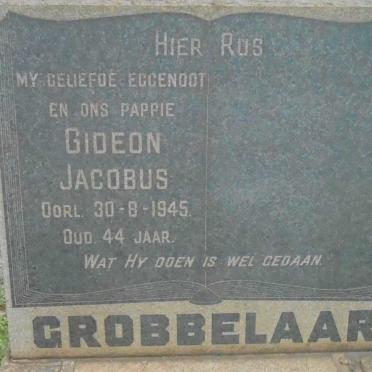 HIER RUS
MY GELIEFDE EGGENOOT
EN ONS PAPPIE
GIDEON
JACOBUS
OORL. 30-8-1945.
OUD 44 JAAR.
WAT HY DOEN IS WEL GEDAAN.
GROBBELAAR